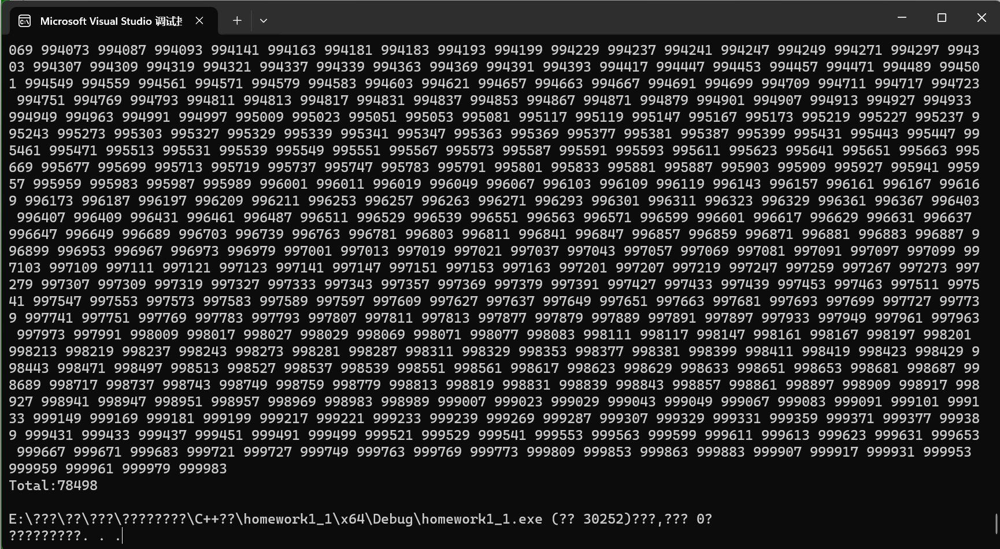 Microsoft Visual Studio 调试控
069 994073 994087 994093 994141 994163 994181 994183 994193 994199 994229 994237 994241 994247 994249 994271 994297 9943
03 994307 994309 994319 994321 994337 994339 994363 994369 994391 994393 994417 994447 994453 994457 994471 994489 99450
1 994549 994559 994561 994571 994579 994583 994603 994621 994657 994663 994667 994691 994699 994709 994711 994717 994723
994751 994769 994793 994811 994813 994817 994831 994837 994853 994867 994871 994879 994901 994907 994913 994927 994933
994949 994963 994991 994997 995009 995023 995051 995053 995081 995117 995119 995147 995167 995173 995219 995227 995237 9
95243 995273 995303 995327 995329 995339 995341 995347 995363 995369 995377 995381 995387 995399 995431 995443 995447 99
5461 995471 995513 995531 995539 995549 995551 995567 995573 995587 995591 995593 995611 995623 995641 995651 995663 995
669 995677 995699 995713 995719 995737 995747 995783 995791 995801 995833 995881 995887 995903 995909 995927 995941 9959
57 995959 995983 995987 995989 996001 996011 996019 996049 996067 996103 996109 996119 996143 996157 996161 996167 99616
9 996173 996187 996197 996209 996211 996253 996257 996263 996271 996293 996301 996311 996323 996329 996361 996367 996403
996407 996409 996431 996461 996487 996511 996529 996539 996551 996563 996571 996599 996601 996617 996629 996631 996637
996647 996649 996689 996703 996739 996763 996781 996803 996811 996841 996847 996857 996859 996871 996881 996883 996887 9
96899 996953 996967 996973 996979 997001 997013 997019 997021 997037 997043 997057 997069 997081 997091 997097 997099 99
7103 997109 997111 997121 997123 997141 997147 997151 997153 997163 997201 997207 997219 997247 997259 997267 997273 997
279 997307 997309 997319 997327 997333 997343 997357 997369 997379 997391 997427 997433 997439 997453 997463 997511 9975
41 997547 997553 997573 997583 997589 997597 997609 997627 997637 997649 997651 997663 997681 997693 997699 997727 99773
9 997741 997751 997769 997783 997793 997807 997811 997813 997877 997879 997889 997891 997897 997933 997949 997961 997963
997973 997991 998009 998017 998027 998029 998069 998071 998077 998083 998111 998117 998147 998161 998167 998197 998201
998213 998219 998237 998243 998273 998281 998287 998311 998329 998353 998377 998381 998399 998411 998419 998423 998429 9
98443 998471 998497 998513 998527 998537 998539 998551 998561 998617 998623 998629 998633 998651 998653 998681 998687 99
8689 998717 998737 998743 998749 998759 998779 998813 998819 998831 998839 998843 998857 998861 998897 998909 998917 998
927 998941 998947 998951 998957 998969 998983 998989 999007 999023 999029 999043 999049 999067 999083 999091 999101 9991
33 999149 999169 999181 999199 999217 999221 999233 999239 999269 999287 999307 999329 999331 999359 999371 999377 99938
9 999431 999433 999437 999451 999491 999499 999521 999529 999541 999553 999563 999599 999611 999613 999623 999631 999653
999667 999671 999683 999721 999727 999749 999763 999769 999773 999809 999853 999863 999883 999907 999917 999931 999953
999959 999961 999979 999983
Total:78498
E:\???\??\???\????????\C++??\homework1_1\x64\Debug\homework1_1.exe (?? 30252)???,??? 0?
?????????. . .